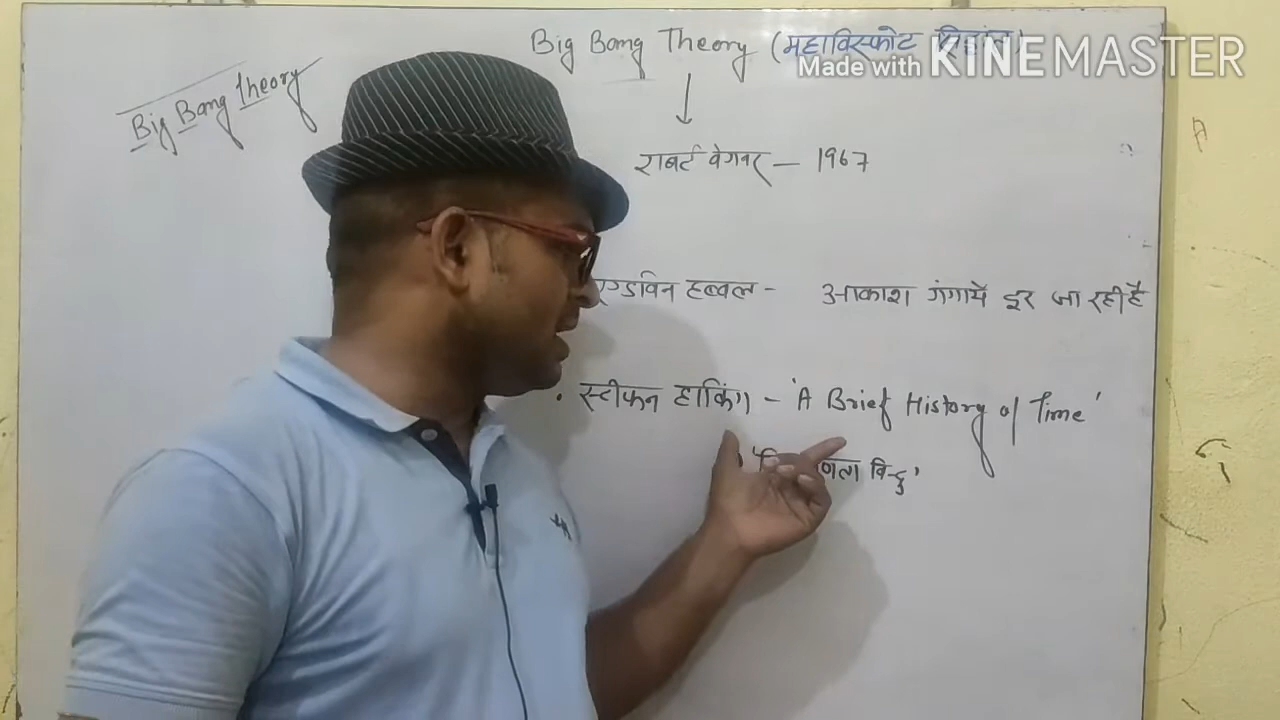 Big Bang Theory (महाविस्फोट सिद्धांत)
Made with KINEMASTER
Big Bang Theory
राबर्ट वेगनर – 1967
एडविन हब्बल - आकाश गंगायें दूर जा रही है
• स्टीफन हाकिंग - 'A Brief History of Time'
बिन्दु'